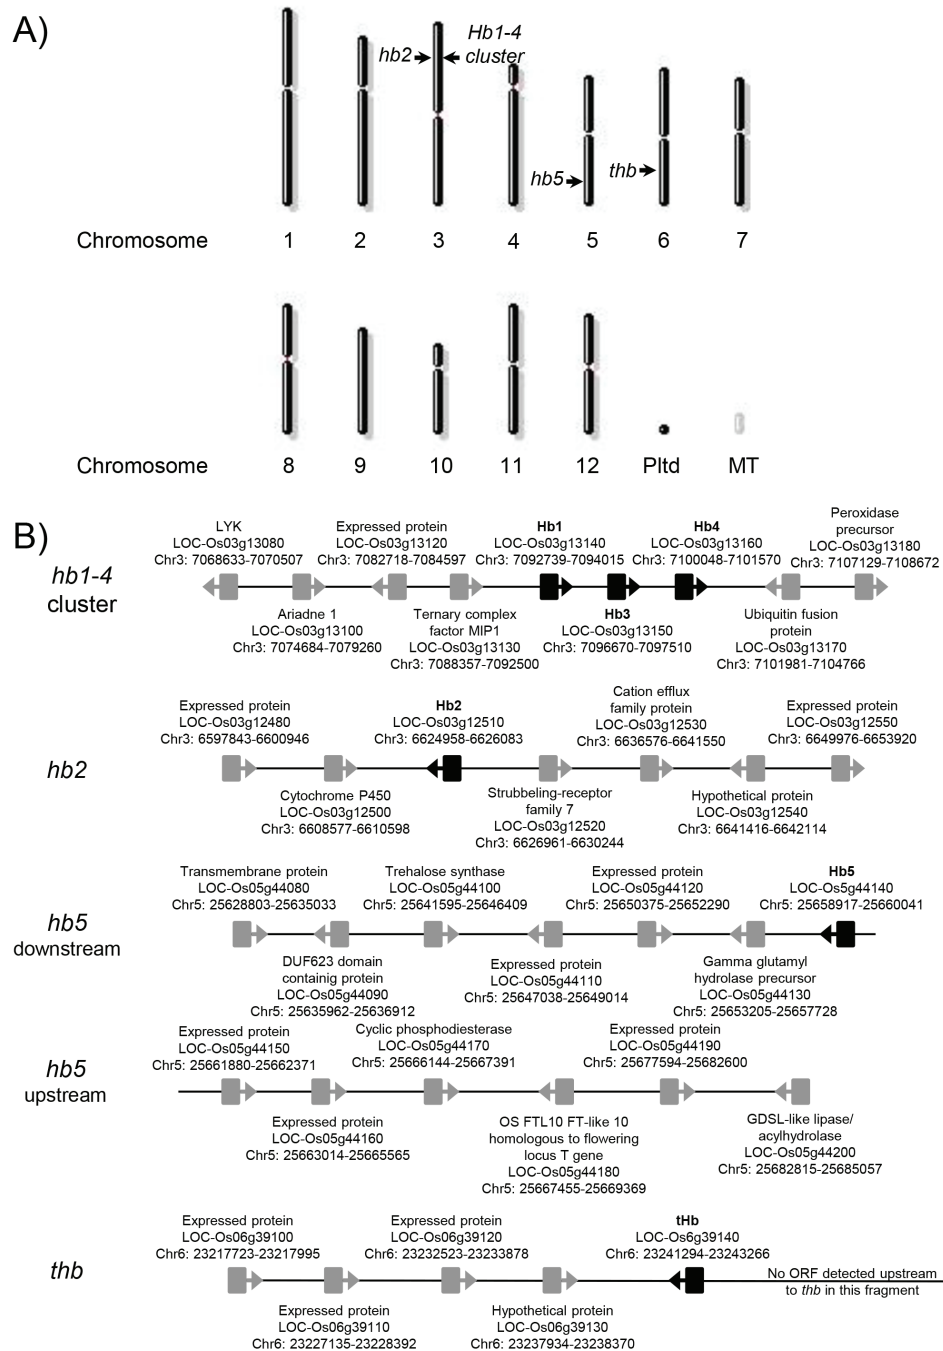 A)
hb2
Hb1-4
cluster
hb5
thb
Chromosome 1 2 3 4 5 6 7
Chromosome 8 9 10 11 12 Pltd MT
B)
hb1-4
cluster
LYK
LOC-Os03g13080
Chr3: 7068633-7070507
Ariadne 1
LOC-Os03g13100
Chr3: 7074684-7079260
Expressed protein
LOC-Os03g13120
Chr3: 7082718-7084597
Ternary complex
factor MIP1
LOC-Os03g13130
Chr3: 7088357-7092500
Hb1
LOC-Os03g13140
Chr3: 7092739-7094015
Hb3
LOC-Os03g13150
Chr3: 7096670-7097510
Hb4
LOC-Os03g13160
Chr3: 7100048-7101570
Ubiquitin fusion
protein
LOC-Os03g13170
Chr3: 7101981-7104766
Peroxidase
precursor
LOC-Os03g13180
Chr3: 7107129-7108672
hb2
Expressed protein
LOC-Os03g12480
Chr3: 6597843-6600946
Cytochrome P450
LOC-Os03g12500
Chr3: 6608577-6610598
Hb2
LOC-Os03g12510
Chr3: 6624958-6626083
Strubbeling-receptor
family 7
LOC-Os03g12520
Chr3: 6626961-6630244
Cation efflux
family protein
LOC-Os03g12530
Chr3: 6636576-6641550
Hypothetical protein
LOC-Os03g12540
Chr3: 6641416-6642114
Expressed protein
LOC-Os03g12550
Chr3: 6649976-6653920
hb5
downstream
Transmembrane protein
LOC-Os05g44080
Chr5: 25628803-25635033
DUF623 domain
containig protein
LOC-Os05g44090
Chr5: 25635962-25636912
Trehalose synthase
LOC-Os05g44100
Chr5: 25641595-25646409
Expressed protein
LOC-Os05g44110
Chr5: 25647038-25649014
Expressed protein
LOC-Os05g44120
Chr5: 25650375-25652290
Gamma glutamyl
hydrolase precursor
LOC-Os05g44130
Chr5: 25653205-25657728
Hb5
LOC-Os05g44140
Chr5: 25658917-25660041
hb5
upstream
Expressed protein
LOC-Os05g44150
Chr5: 25661880-25662371
Expressed protein
LOC-Os05g44160
Chr5: 25663014-25665565
Cyclic phosphodiesterase
LOC-Os05g44170
Chr5: 25666144-25667391
OS FTL10 FT-like 10
homologous to flowering
locus T gene
LOC-Os05g44180
Chr5: 25667455-25669369
Expressed protein
LOC-Os05g44190
Chr5: 25677594-25682600
GDSL-like lipase/
acylhydrolase
LOC-Os05g44200
Chr5: 25682815-25685057
thb
Expressed protein
LOC-Os06g39100
Chr6: 23217723-23217995
Expressed protein
LOC-Os06g39110
Chr6: 23227135-23228392
Expressed protein
LOC-Os06g39120
Chr6: 23232523-23233878
Hypothetical protein
LOC-Os06g39130
Chr6: 23237934-23238370
tHb
LOC-Os6g39140
Chr6: 23241294-23243266
No ORF detected upstream
to thb in this fragment